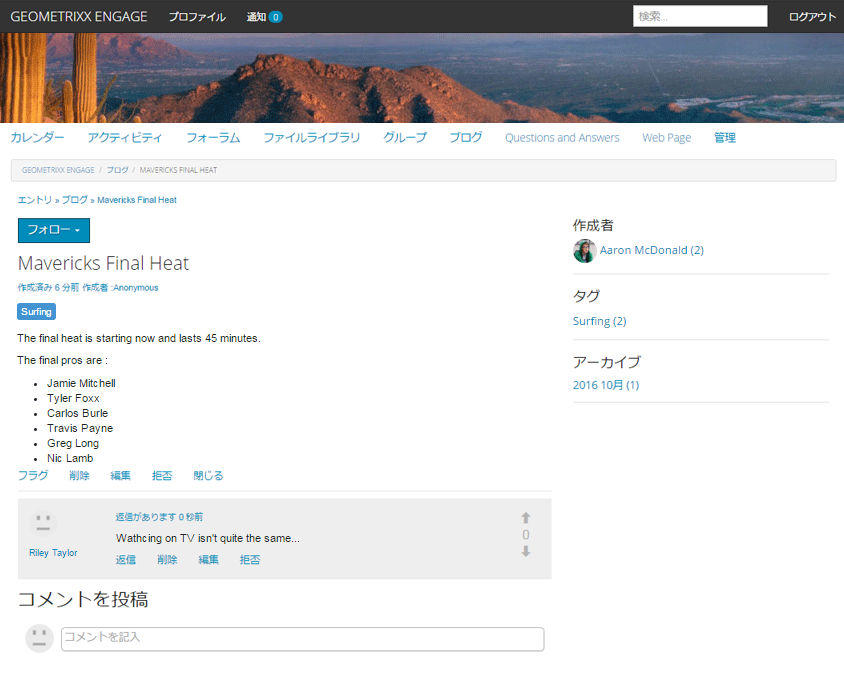 GEOMETRIXX ENGAGE プロファイル 通知 0 検索... ログアウト
カレンダー アクティビティ フォーラム ファイルライブラリ グループ ブログ Questions and Answers Web Page 管理
GEOMETRIXX ENGAGE / ブログ / MAVERICKS FINAL HEAT
エントリ » ブログ » Mavericks Final Heat
フォロー
Mavericks Final Heat
作成済み 6 分前 作成者 :Anonymous
Surfing
The final heat is starting now and lasts 45 minutes.
The final pros are :
• Jamie Mitchell
• Tyler Foxx
• Carlos Burle
• Travis Payne
• Greg Long
• Nic Lamb
フラグ 削除 編集 拒否 閉じる
返信があります 0 秒前
Wathcing on TV isn't quite the same...
Riley Taylor
返信 削除 編集 拒否
0
コメントを投稿
コメントを記入
作成者
Aaron McDonald (2)
タグ
Surfing (2)
アーカイブ
2016 10月 (1)